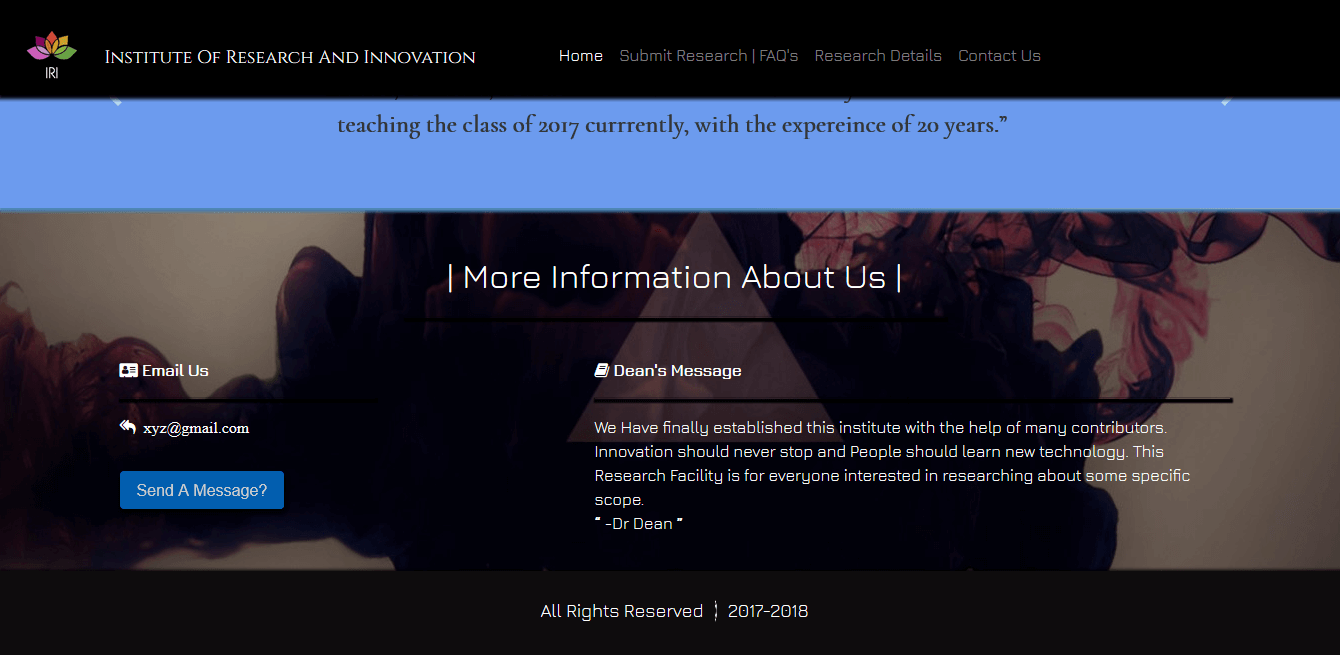 IRI
Institute Of Research And Innovation
Home Submit Research | FAQ's Research Details Contact Us
teaching the class of 2017 currrently, with the expereince of 20 years.”
| More Information About Us |
Email Us
xyz@gmail.com
Send A Message?
Dean's Message
We Have finally established this institute with the help of many contributors.
Innovation should never stop and People should learn new technology. This
Research Facility is for everyone interested in researching about some specific
scope.
“ -Dr Dean ”
All Rights Reserved ¦ 2017-2018